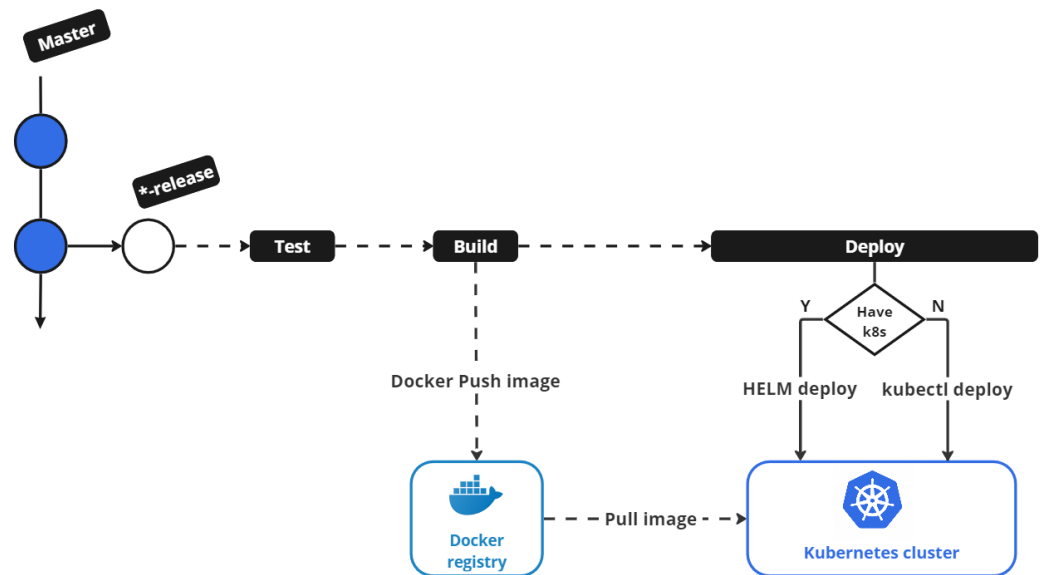 Master
*-release
Test
Build
Deploy
Y
N
Have
k8s
Docker Push image
HELM deploy
kubectl deploy
Pull image
Docker
registry
Kubernetes cluster